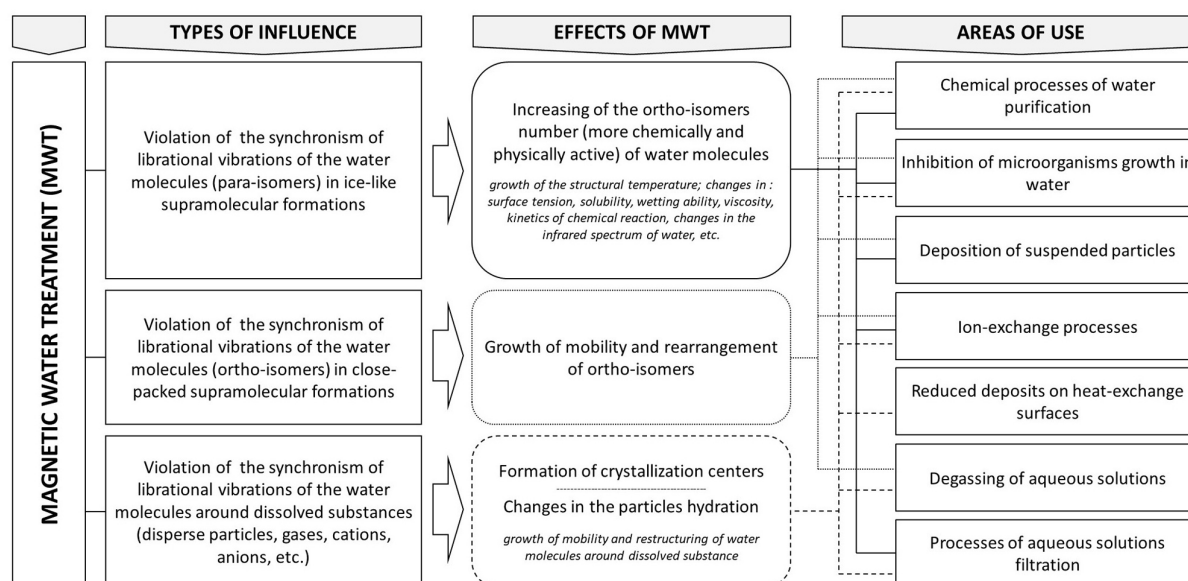 TYPES OF INFLUENCE
EFFECTS OF MWT
AREAS OF USE
MAGNETIC WATER TREATMENT (MWT)
Violation of the synchronism of
librational vibrations of the water
molecules (para-isomers) in ice-like
supramolecular formations
Increasing of the ortho-isomers
number (more chemically and
physically active) of water molecules
growth of the structural temperature; changes in :
surface tension, solubility, wetting ability, viscosity,
kinetics of chemical reaction, changes in the
infrared spectrum of water, etc.
Violation of the synchronism of
librational vibrations of the water
molecules (ortho-isomers) in close-
packed supramolecular formations
Growth of mobility and rearrangement
of ortho-isomers
Violation of the synchronism of
librational vibrations of the water
molecules around dissolved substances
(disperse particles, gases, cations,
anions, etc.)
Formation of crystallization centers
Changes in the particles hydration
growth of mobility and restructuring of water
molecules around dissolved substance
Chemical processes of water
purification
Inhibition of microorganisms growth in
water
Deposition of suspended particles
Ion-exchange processes
Reduced deposits on heat-exchange
surfaces
Degassing of aqueous solutions
Processes of aqueous solutions
filtration